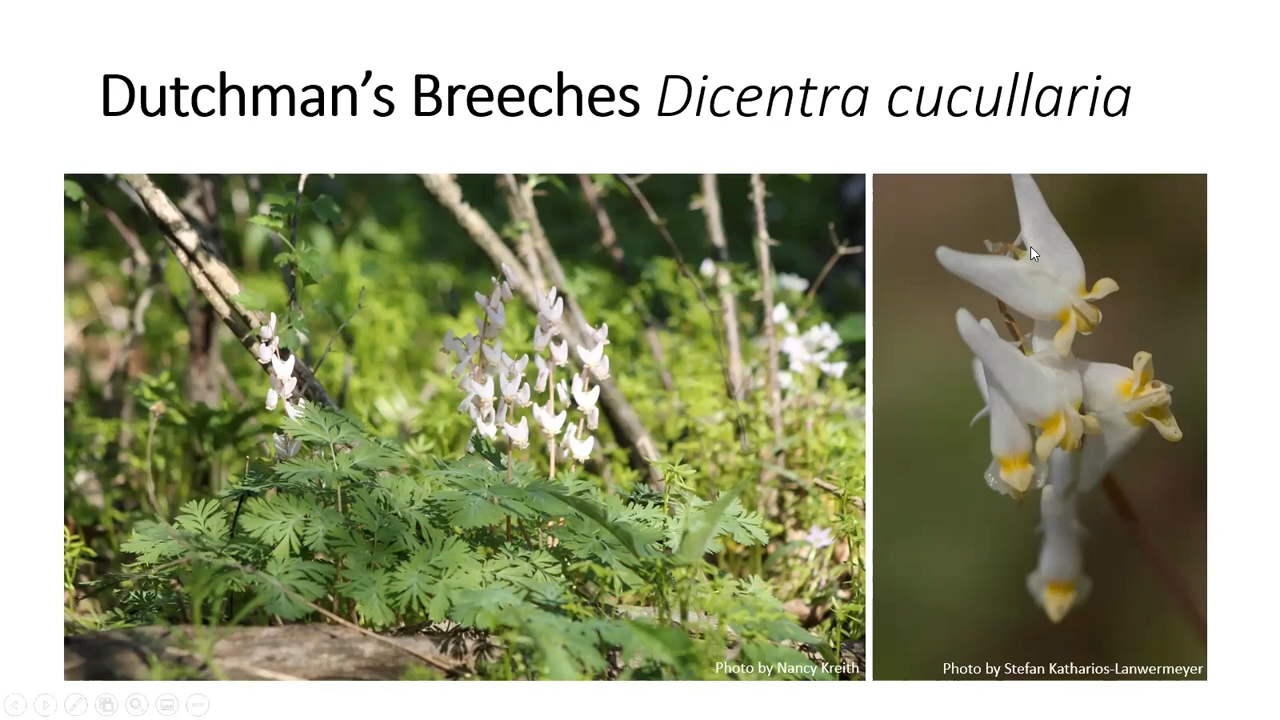 Dutchman’s Breeches Dicentra cucullaria
Photo by Nancy Kreith
Photo by Stefan Katharios-Lanwermeyer